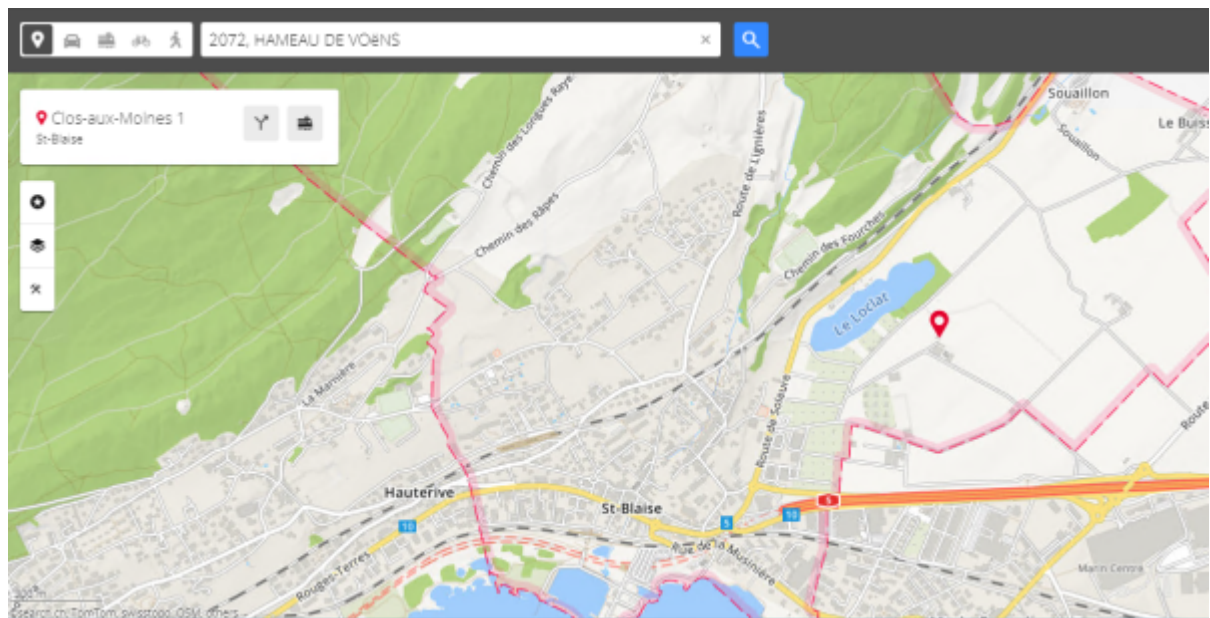 2072, HAMEAU DE VOëNS
Clos-aux-Moines 1
St-Blaise
Chemin des Longues Raye
Chemin des Râpes
Route de Lignières
Chemin des Fourches
Souaillon
Souaillon
Le Buiss
Le Loclat
La Marnière
Route de Soleure
Route
Hauterive
St-Blaise
5
10
5
10
Rue de la Musinière
Rouges-Terres
Marin Centre
200 m
©search.ch, TomTom, swisstopo, OSM, others